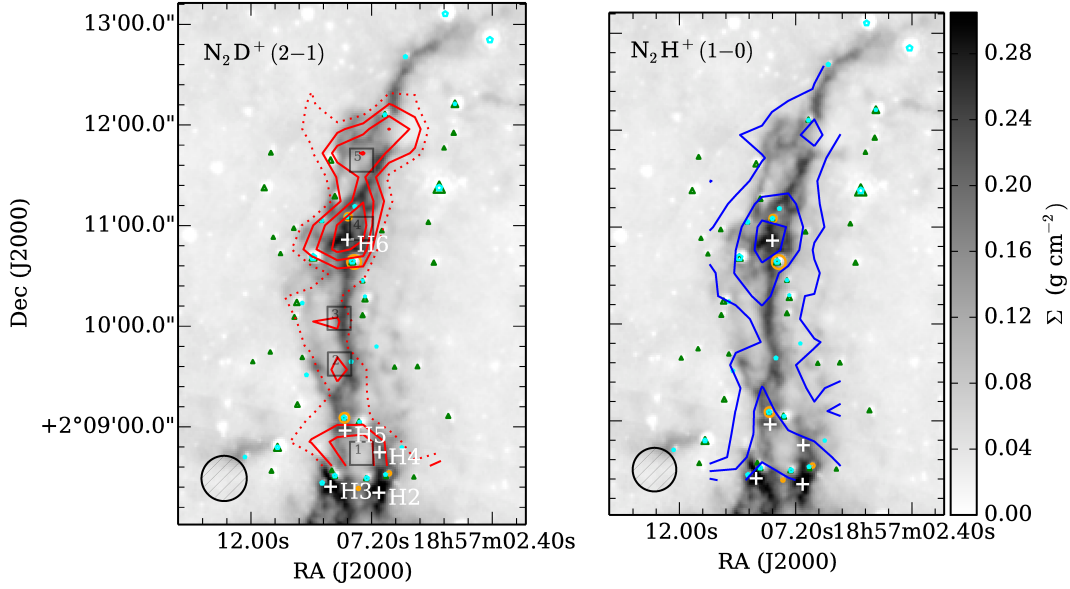 13'00.0"
12'00.0"
11'00.0"
10'00.0"
+2°09'00.0"
Dec (J2000)
N₂D⁺(2−1)
5
4
H6
3
H5
1
H4
H3
H2
12.00s
07.20s
18h57m02.40s
RA (J2000)
N₂H⁺(1−0)
12.00s
07.20s
18h57m02.40s
RA (J2000)
0.28
0.24
0.20
0.16
0.12
0.08
0.04
0.00
Σ (g cm⁻²)